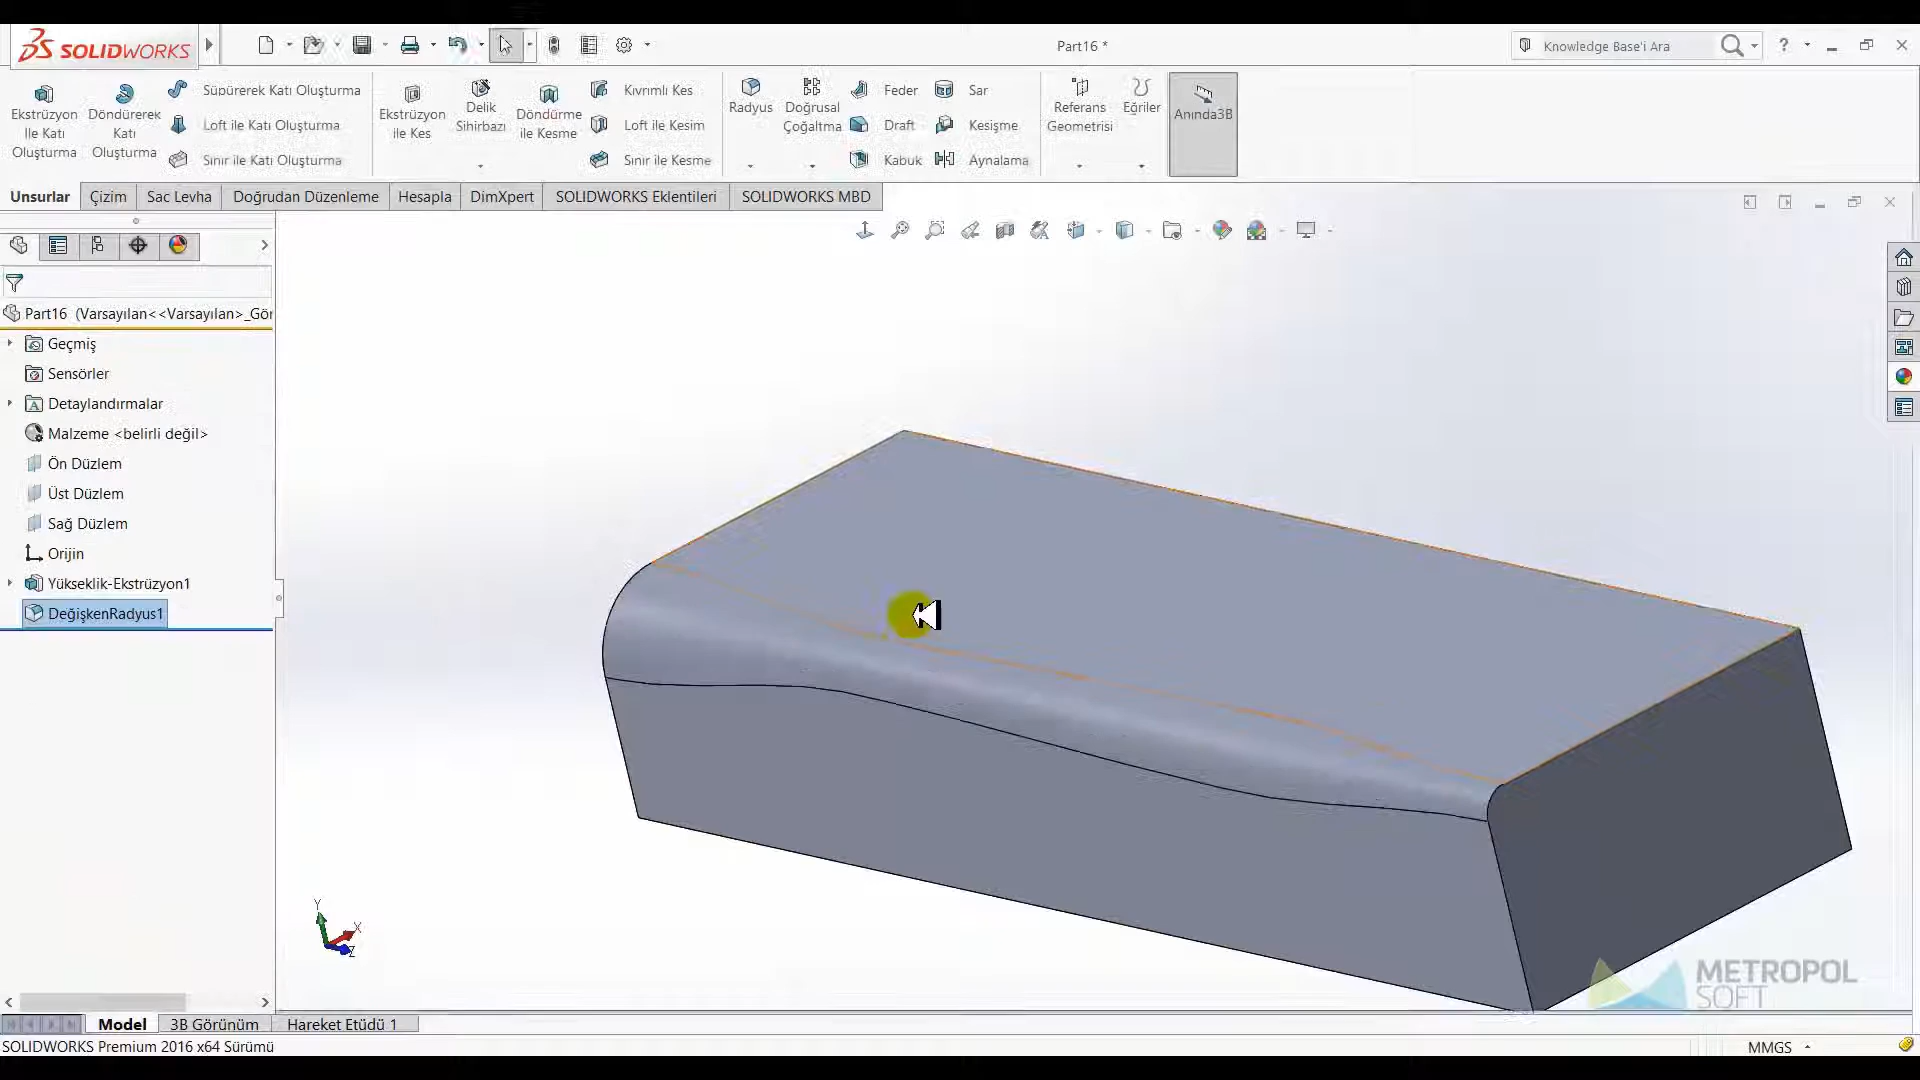 SOLIDWORKS
Part16 *
Knowledge Base'i Ara
?
Ekstrüzyon
İle Katı
Oluşturma
Döndürerek
Katı
Oluşturma
Süpürerek Katı Oluşturma
Loft ile Katı Oluşturma
Sınır ile Katı Oluşturma
Ekstrüzyon
ile Kes
Delik
Sihirbazı
Döndürme
ile Kesme
Kıvrımlı Kes
Loft ile Kesim
Sınır ile Kesme
Radyus
Doğrusal
Çoğaltma
Feder
Draft
Kabuk
Sar
Kesişme
Aynalama
Referans
Geometrisi
Eğriler
Anında3B
Unsurlar
Çizim
Sac Levha
Doğrudan Düzenleme
Hesapla
DimXpert
SOLIDWORKS Eklentileri
SOLIDWORKS MBD
Part16 (Varsayılan<<Varsayılan>_Gör
Geçmiş
Sensörler
Detaylandırmalar
Malzeme <belirli değil>
Ön Düzlem
Üst Düzlem
Sağ Düzlem
Orijin
Yükseklik-Ekstrüzyon1
DeğişkenRadyus1
Y
X
Z
METROPOL
SOFT
Model
3B Görünüm
Hareket Etüdü 1
SOLIDWORKS Premium 2016 x64 Sürümü
MMGS